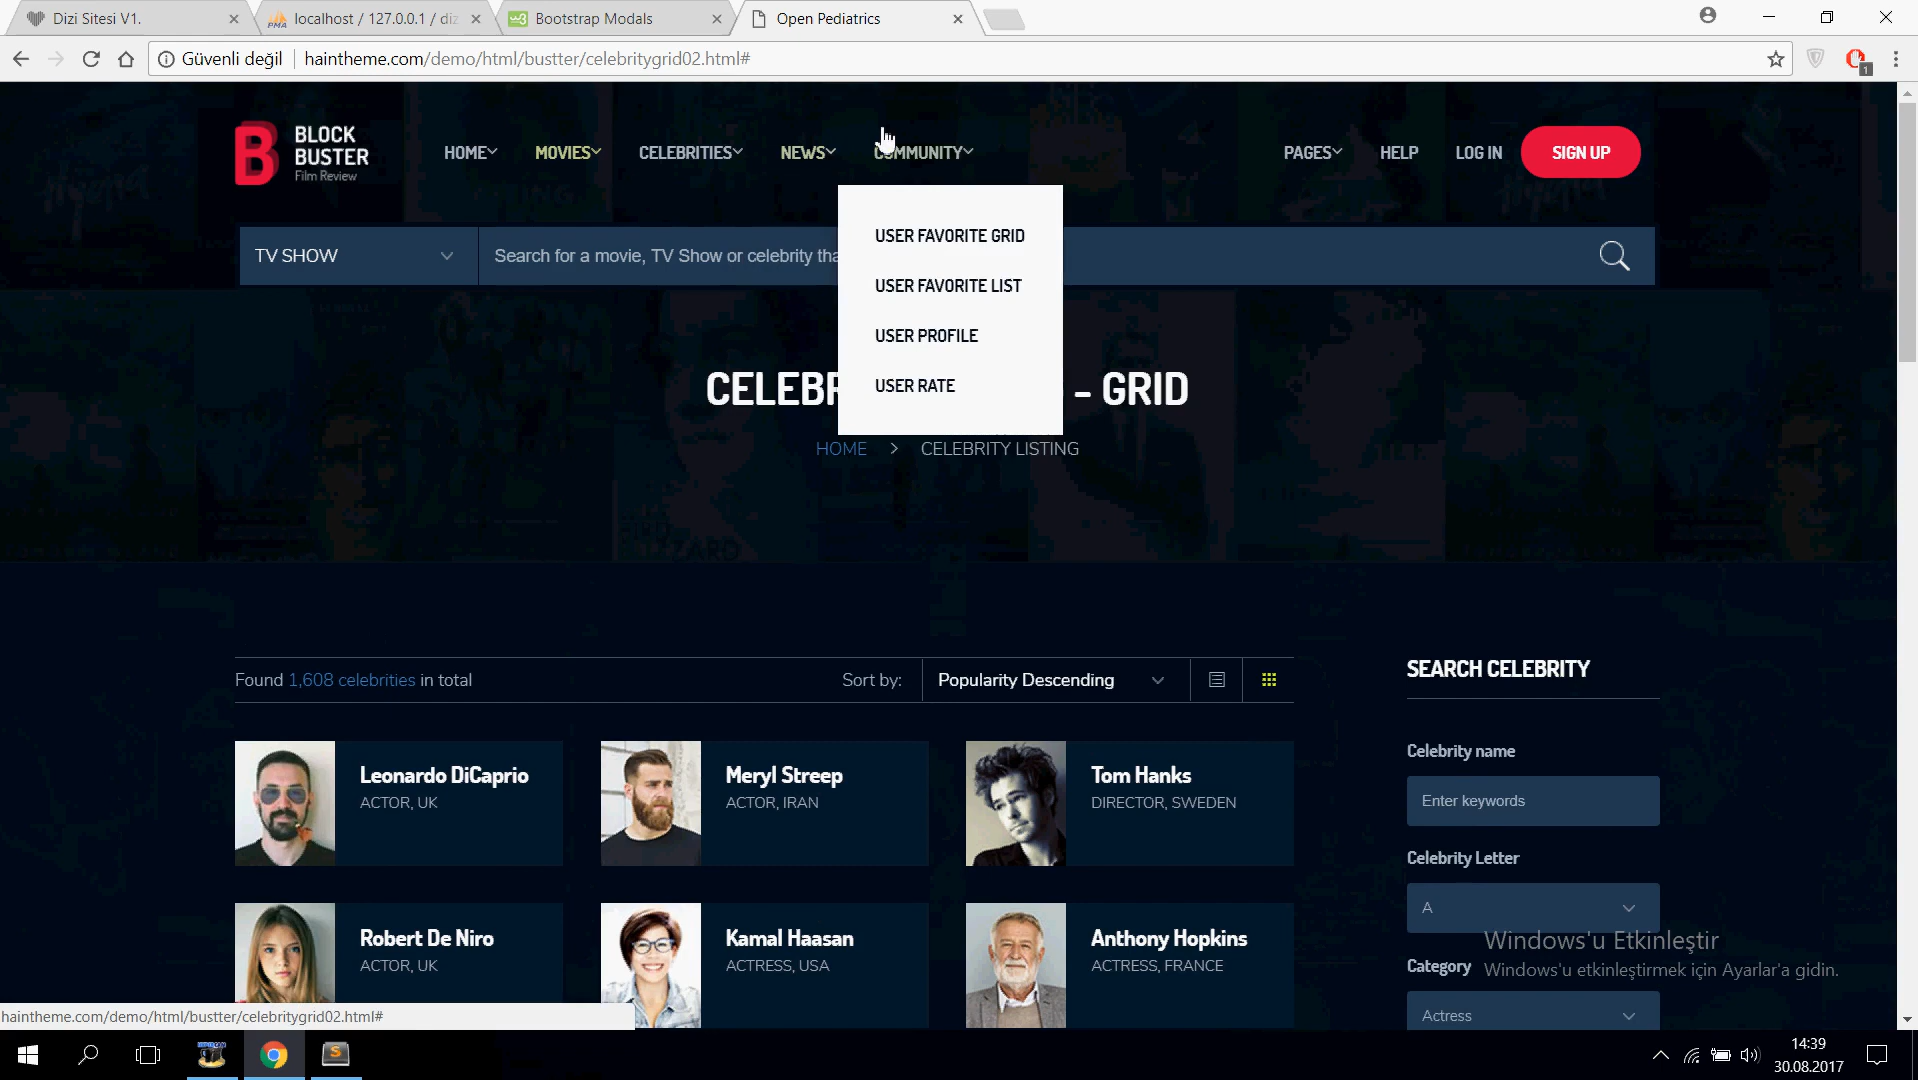 Dizi Sitesi V1.
localhost / 127.0.0.1 / diz
Bootstrap Modals
Open Pediatrics
Güvenli değil
haintheme.com/demo/html/bustter/celebritygrid02.html#
1
BLOCK
BUSTER
Film Review
HOME
MOVIES
CELEBRITIES
NEWS
COMMUNITY
PAGES
HELP
LOG IN
SIGN UP
TV SHOW
Search for a movie, TV Show or celebrity tha
USER FAVORITE GRID
USER FAVORITE LIST
USER PROFILE
USER RATE
- GRID
HOME
CELEBRITY LISTING
Found 1,608 celebrities in total
Sort by:
Popularity Descending
SEARCH CELEBRITY
Leonardo DiCaprio
ACTOR, UK
Meryl Streep
ACTOR, IRAN
Tom Hanks
DIRECTOR, SWEDEN
Celebrity name
Enter keywords
Celebrity Letter
A
Robert De Niro
ACTOR, UK
Kamal Haasan
ACTRESS, USA
Anthony Hopkins
ACTRESS, FRANCE
Windows'u Etkinleştir
Category
Windows'u etkinleştirmek için Ayarlar'a gidin.
Actress
haintheme.com/demo/html/bustter/celebritygrid02.html#
14:39
30.08.2017